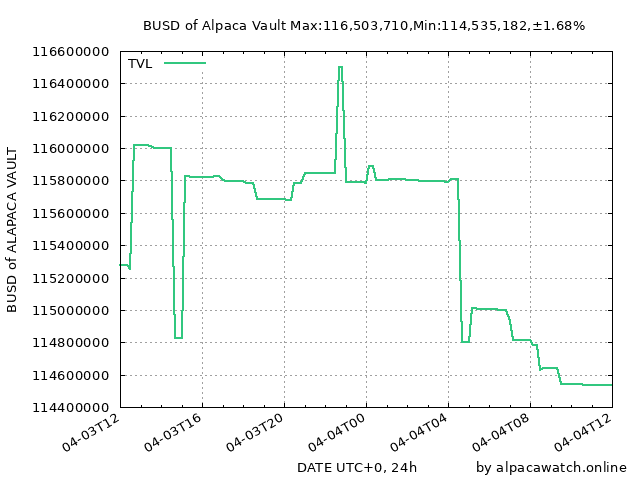 BUSD of Alpaca Vault Max:116,503,710,Min:114,535,182,±1.68%
TVL
116600000
116400000
116200000
116000000
115800000
115600000
115400000
115200000
115000000
114800000
114600000
114400000
BUSD of ALAPACA VAULT
04-03T12
04-03T16
04-03T20
04-04T00
04-04T04
04-04T08
04-04T12
DATE UTC+0, 24h
by alpacawatch.online